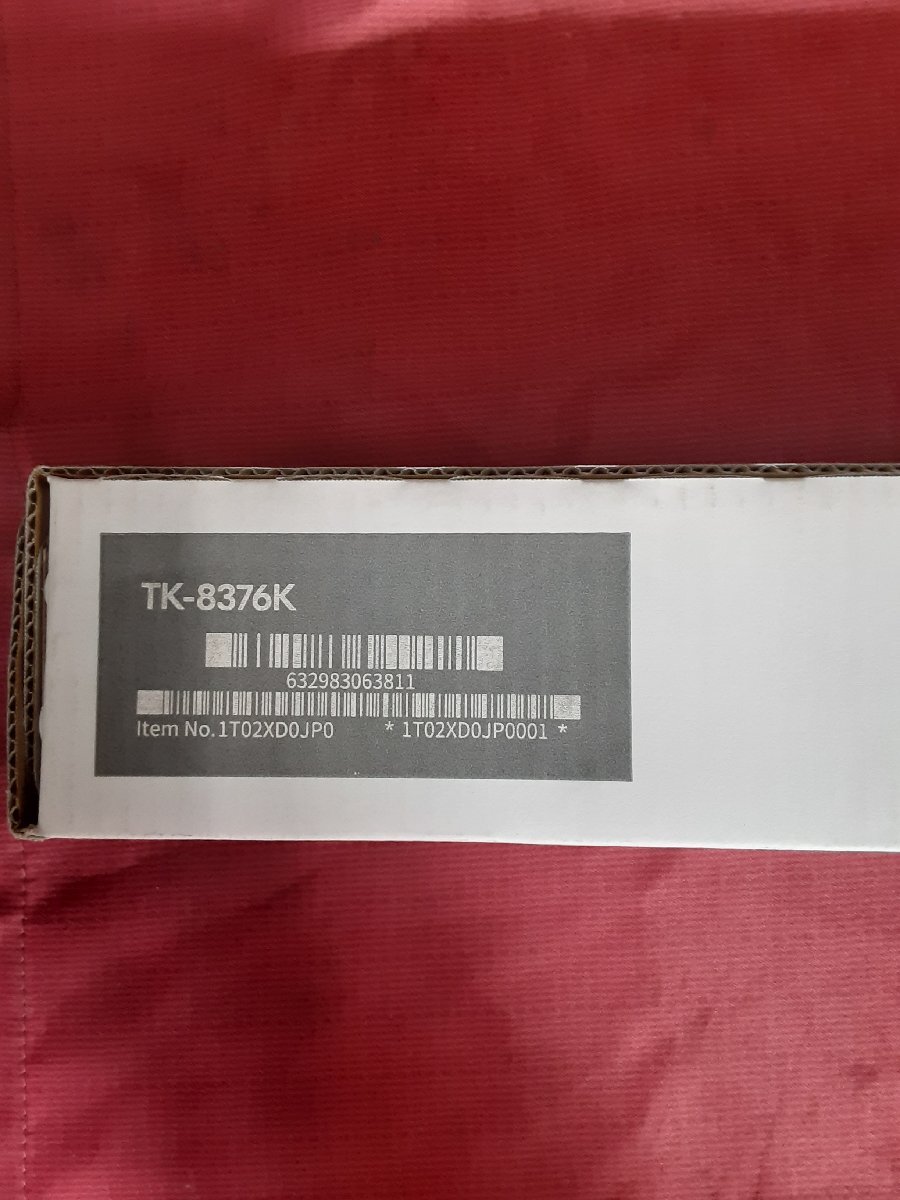 TK-8376K
632983063811
Item No.1T02XD0JP0 * 1T02XD0JP0001 *